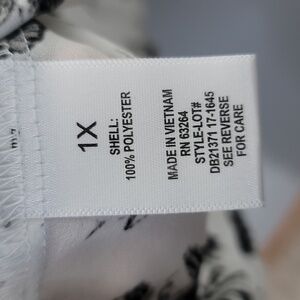 1X
SHELL:
100% POLYESTER
MADE IN VIETNAM
RN 63264
STYLE-LOT#
DB21371 17-1645
SEE REVERSE
FOR CARE